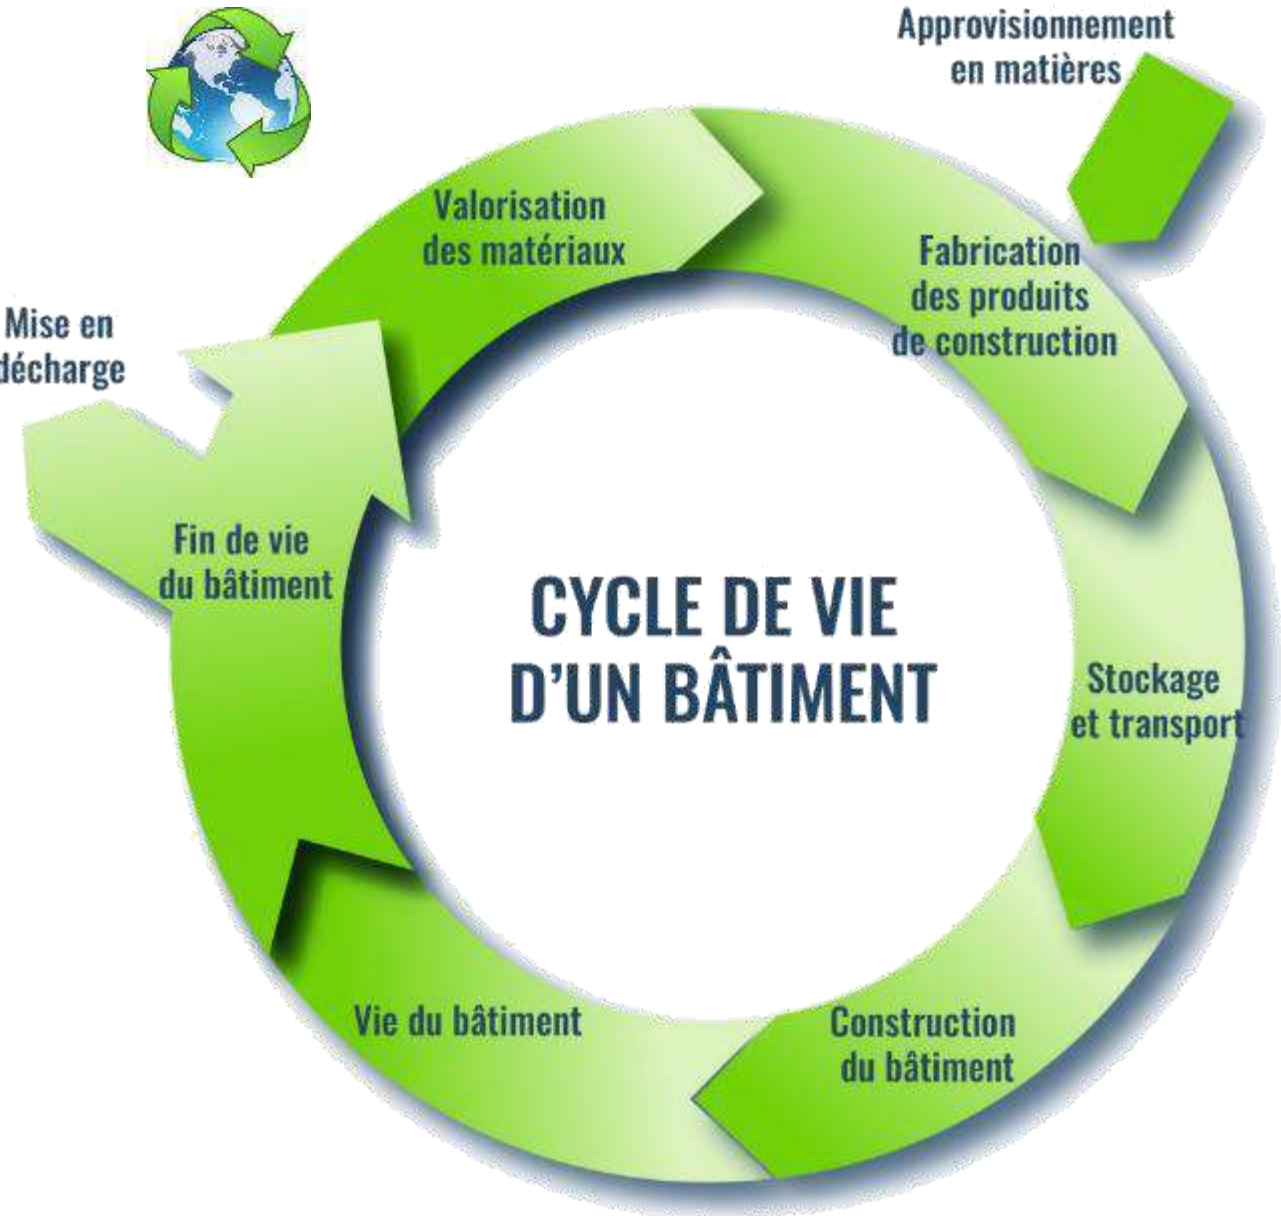 Approvisionnement
en matières
Valorisation
des matériaux
Fabrication
des produits
de construction
Mise en
décharge
Fin de vie
du bâtiment
CYCLE DE VIE
D'UN BÂTIMENT
Stockage
et transport
Vie du bâtiment
Construction
du bâtiment